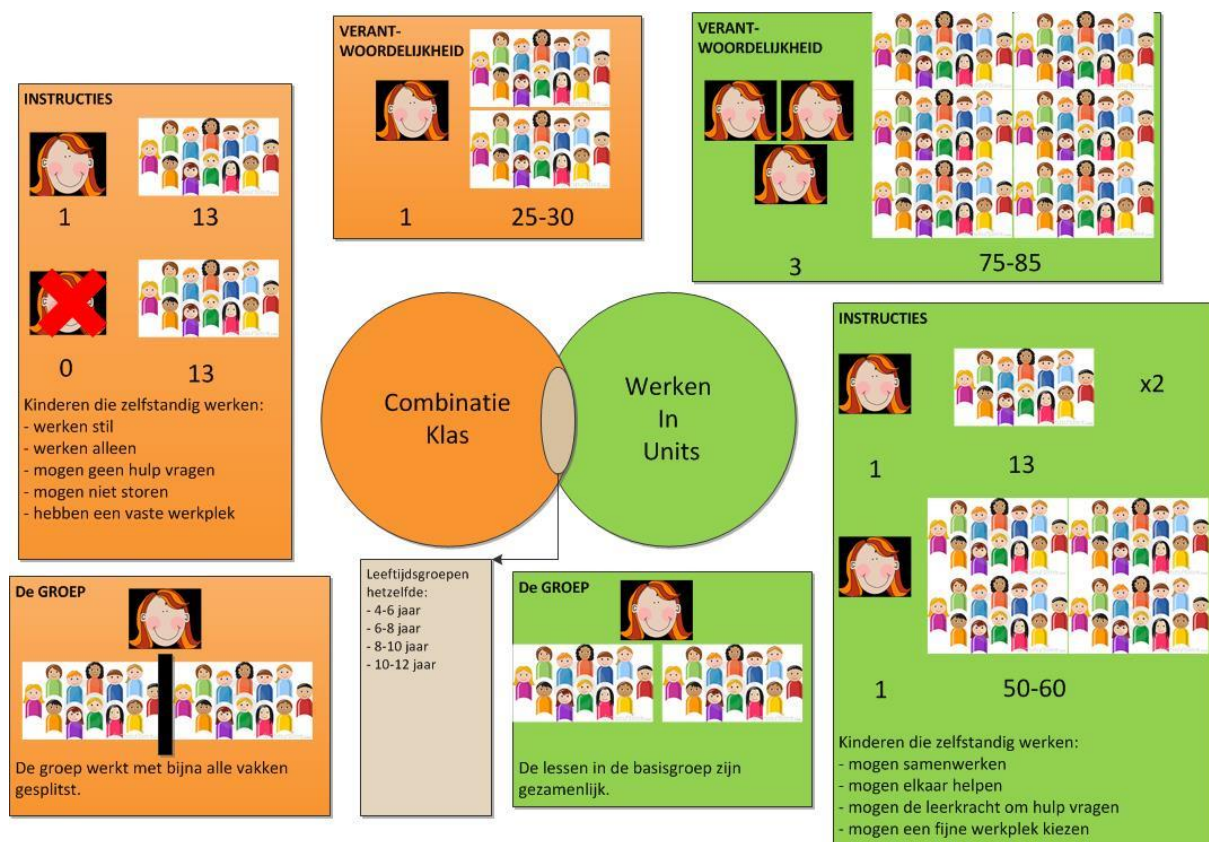 INSTRUCTIES
1 13
0 13
Kinderen die zelfstandig werken:
- werken stil
- werken alleen
- mogen geen hulp vragen
- mogen niet storen
- hebben een vaste werkplek
VERANT-
WOORDELIJKHEID
1 25-30
VERANT-
WOORDELIJKHEID
3 75-85
Combinatie
Klas
Werken
In
Units
INSTRUCTIES
x2
1 13
1 50-60
Kinderen die zelfstandig werken:
- mogen samenwerken
- mogen elkaar helpen
- mogen de leerkracht om hulp vragen
- mogen een fijne werkplek kiezen
De GROEP
De groep werkt met bijna alle vakken
gesplitst.
Leeftijdsgroepen
hetzelfde:
- 4-6 jaar
- 6-8 jaar
- 8-10 jaar
- 10-12 jaar
De GROEP
De lessen in de basisgroep zijn
gezamenlijk.